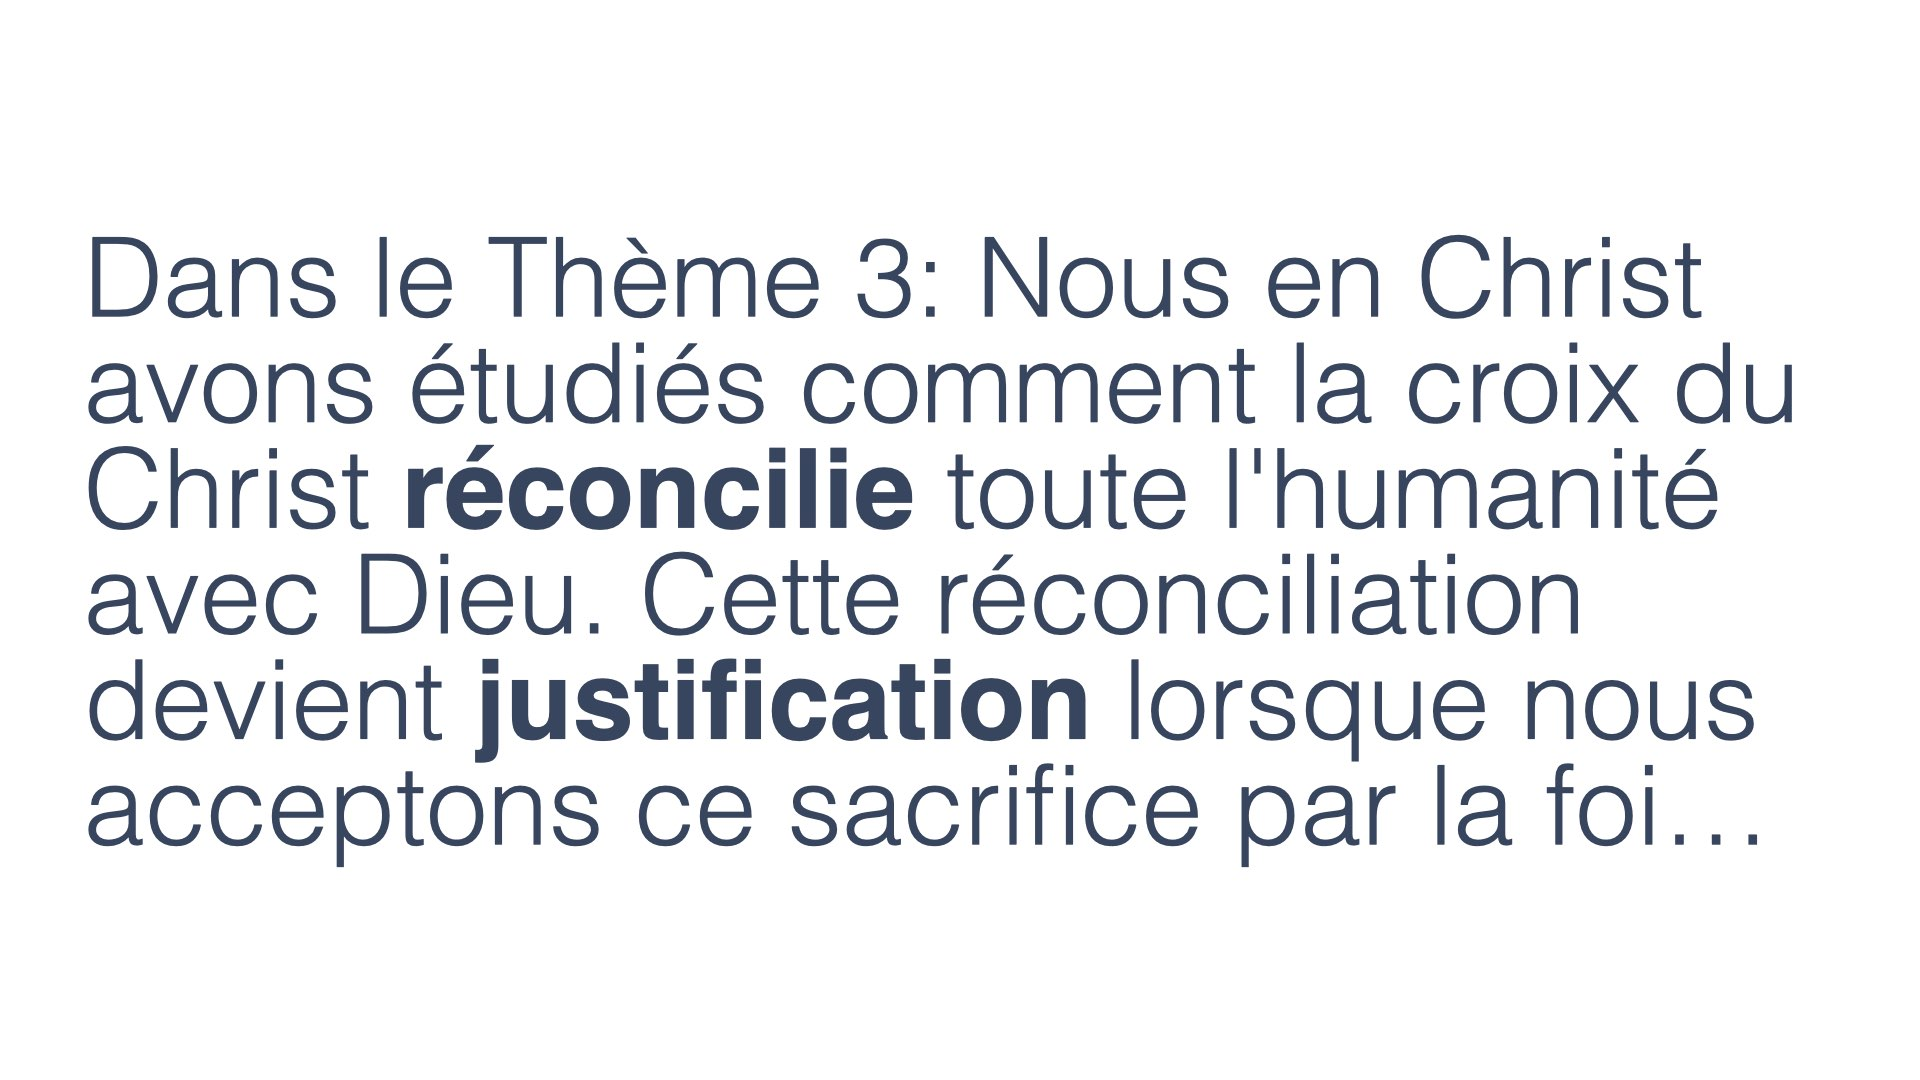 Dans le Thème 3: Nous en Christ
avons étudiés comment la croix du
Christ réconcilie toute l'humanité
avec Dieu. Cette réconciliation
devient justification lorsque nous
acceptons ce sacrifice par la foi…